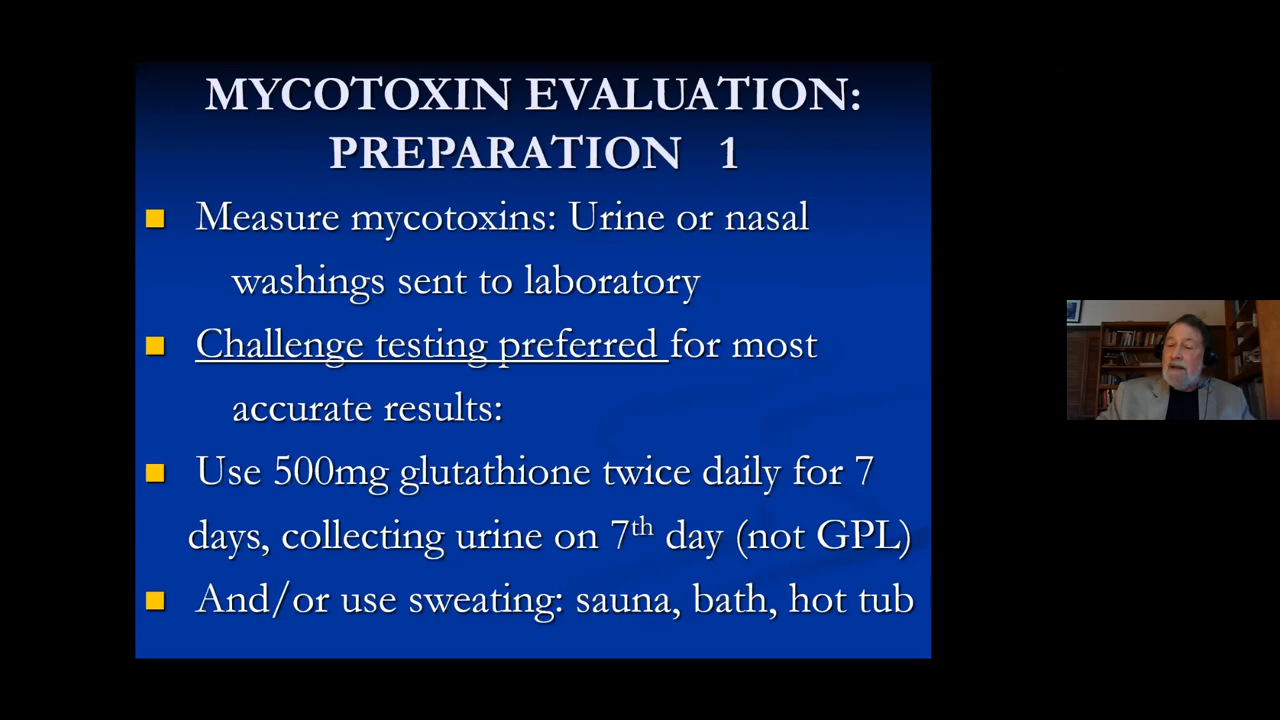 MYCOTOXIN EVALUATION:
PREPARATION 1
Measure mycotoxins: Urine or nasal
washings sent to laboratory
Challenge testing preferred for most
accurate results:
Use 500mg glutathione twice daily for 7
days, collecting urine on 7th day (not GPL)
And/or use sweating: sauna, bath, hot tub